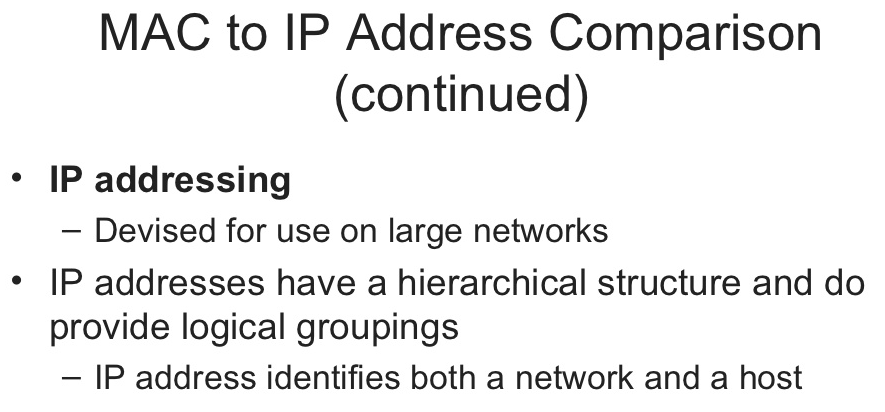 MAC to IP Address Comparison
(continued)
• IP addressing
– Devised for use on large networks
• IP addresses have a hierarchical structure and do
provide logical groupings
– IP address identifies both a network and a host